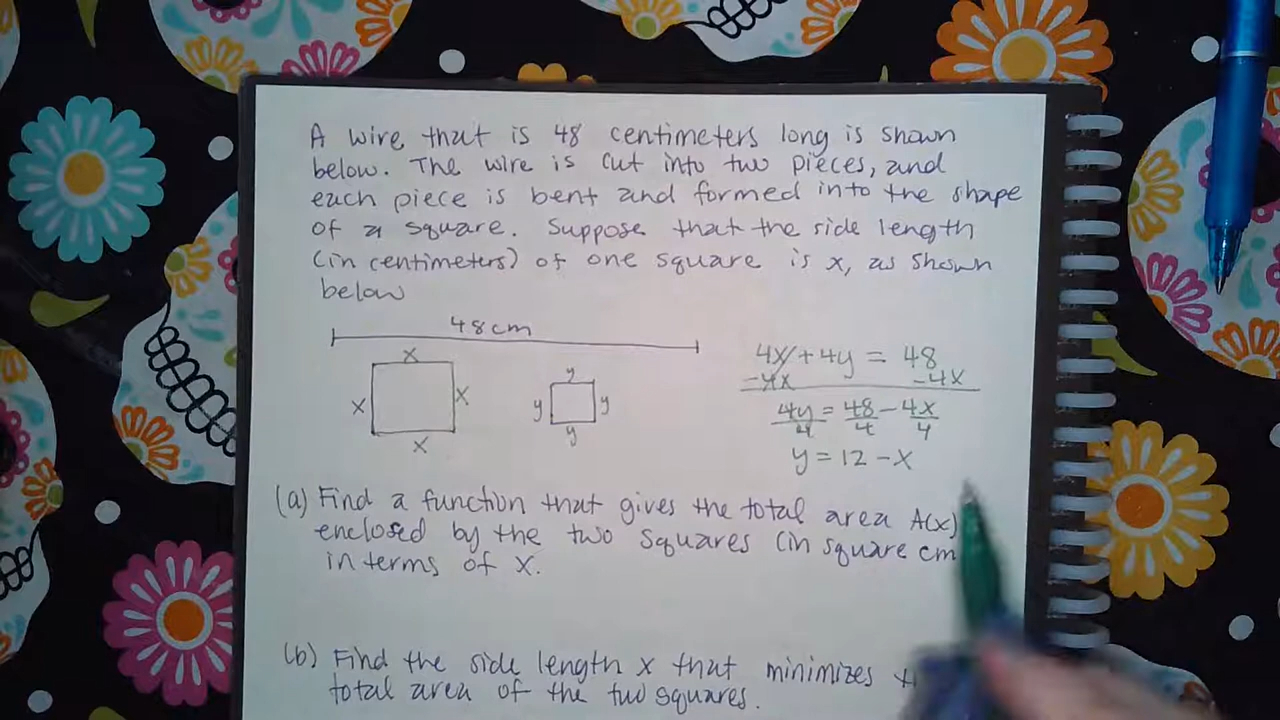 A wire that is 48 centimeters long is shown
below. The wire is cut into two pieces, and
each piece is bent and formed into the shape
of a square. Suppose that the side length
(in centimeters) of one square is x, as shown
below
48cm
x
x
x
x
y
y
y
y
4x + 4y = 48
-4x -4x
4y/4 = 48/4 - 4x/4
y = 12 - x
(a) Find a function that gives the total area A(x)
enclosed by the two squares (in square cm
in terms of x.
(b) Find the side length x that minimizes
total area of the two squares.